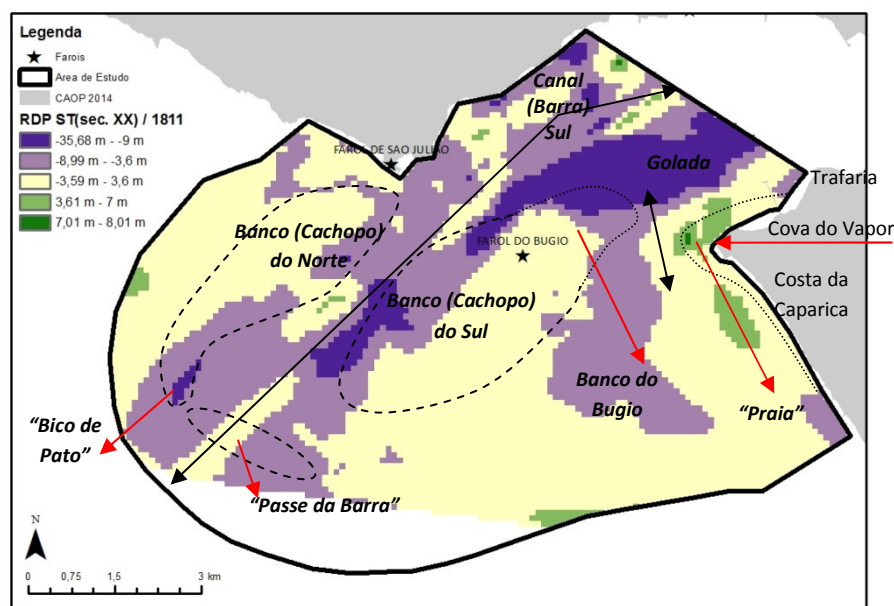 Legenda
Farois
Area de Estudo
CAOP 2014
RDP ST(sec. XX) / 1811
-35,68 m - -9 m
-8,99 m - -3,6 m
-3,59 m - 3,6 m
3,61 m - 7 m
7,01 m - 8,01 m
Canal
(Barra)
Sul
FAROL DE SAO JULIAO
Golada
Trafaria
Cova do Vapor
Banco (Cachopo)
do Norte
FAROL DO BUGIO
Costa da
Caparica
Banco (Cachopo)
do Sul
Banco do
Bugio
“Praia”
“Bico de
Pato”
“Passe da Barra”
N
0 0,75 1,5 3 km